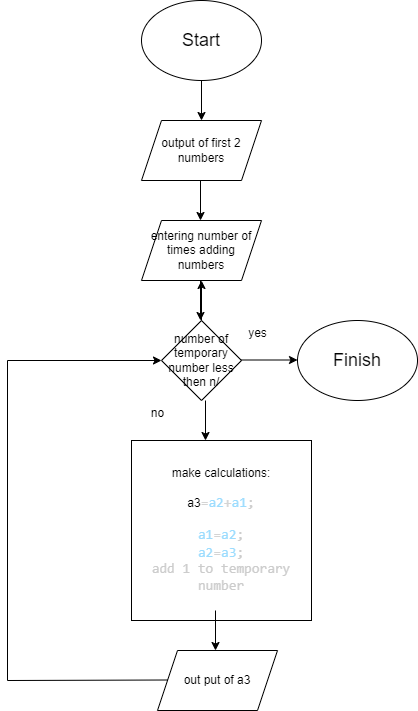 Start
output of first 2
numbers
entering number of
times adding
numbers
number of
temporary
number less
then n/
yes
Finish
no
make calculations:
a3=a2+a1;
a1=a2;
a2=a3;
add 1 to temporary
number
out put of a3